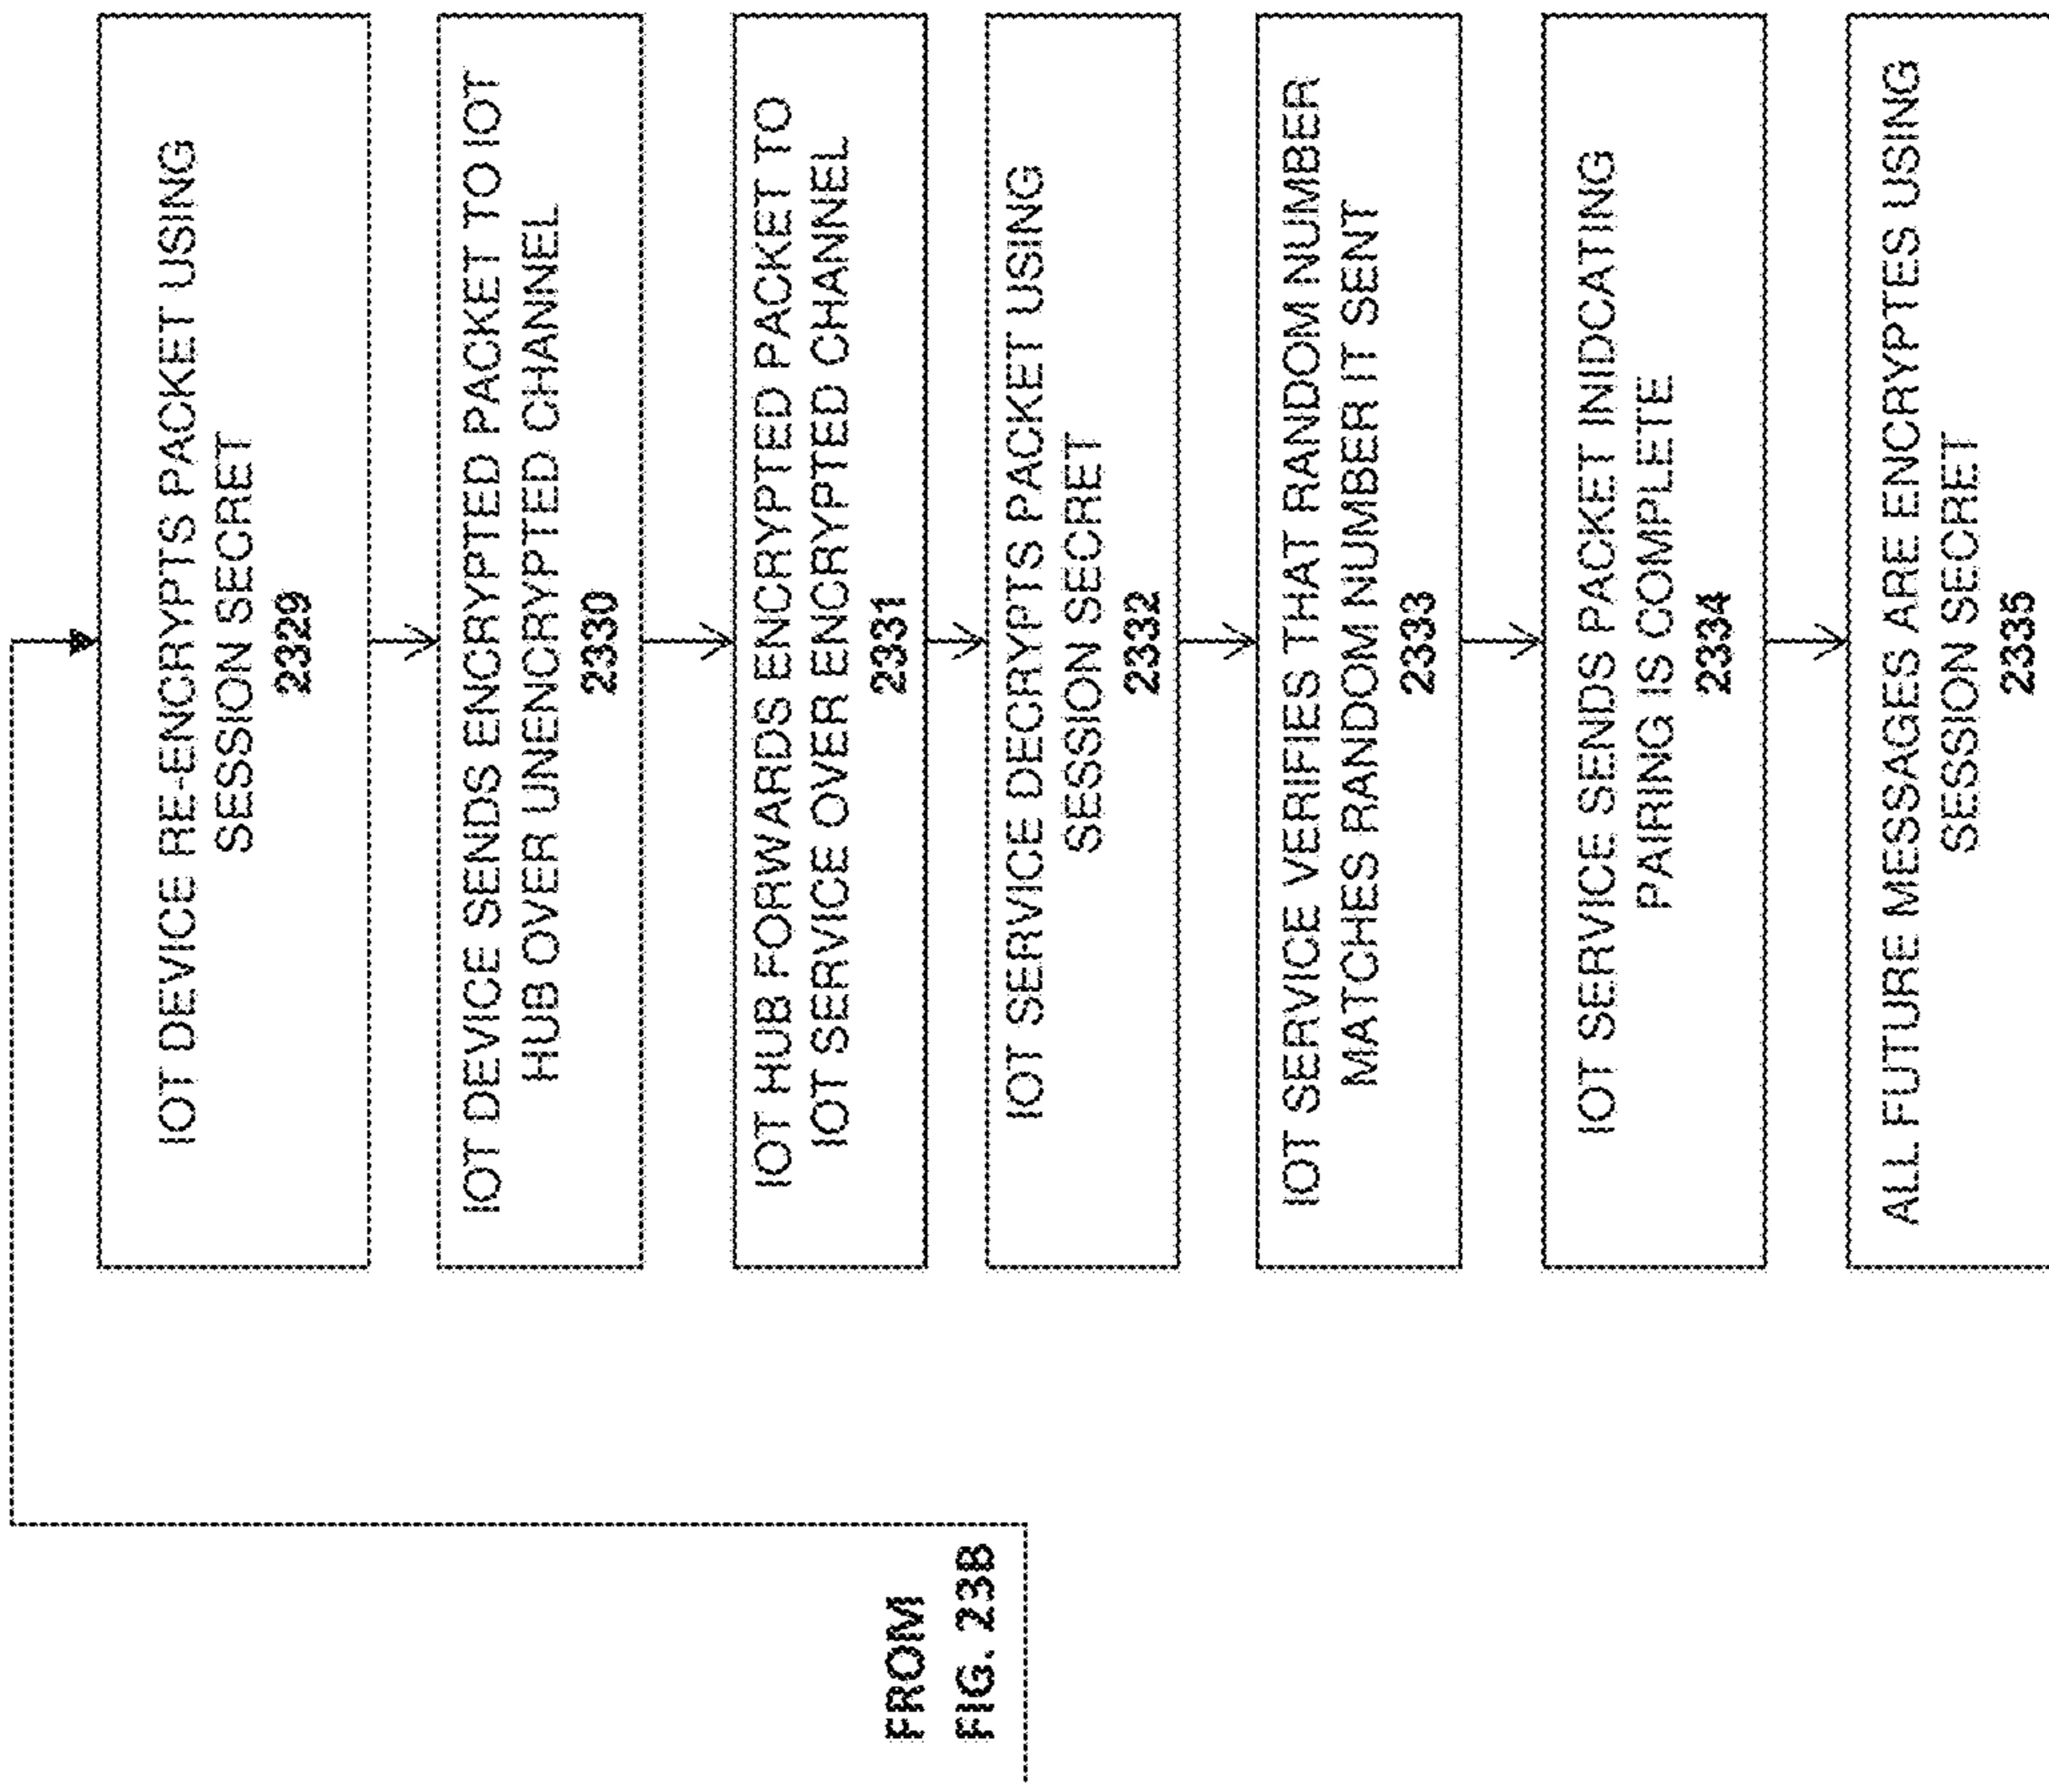 FROM
FIG. 23B
IOT DEVICE RE-ENCRYPTS PACKET USING
SESSION SECRET
2329
IOT DEVICE SENDS ENCRYPTED PACKET TO IOT
HUB OVER UNENCRYPTED CHANNEL
2330
IOT HUB FORWARDS ENCRYPTED PACKET TO
IOT SERVICE OVER ENCRYPTED CHANNEL
2331
IOT SERVICE DECRYPTS PACKET USING
SESSION SECRET
2332
IOT SERVICE VERIFIES THAT RANDOM NUMBER
MATCHES RANDOM NUMBER IT SENT
2333
IOT SERVICE SENDS PACKET INIDCATING
PAIRING IS COMPLETE
2334
ALL FUTURE MESSAGES ARE ENCRYPTES USING
SESSION SECRET
2335